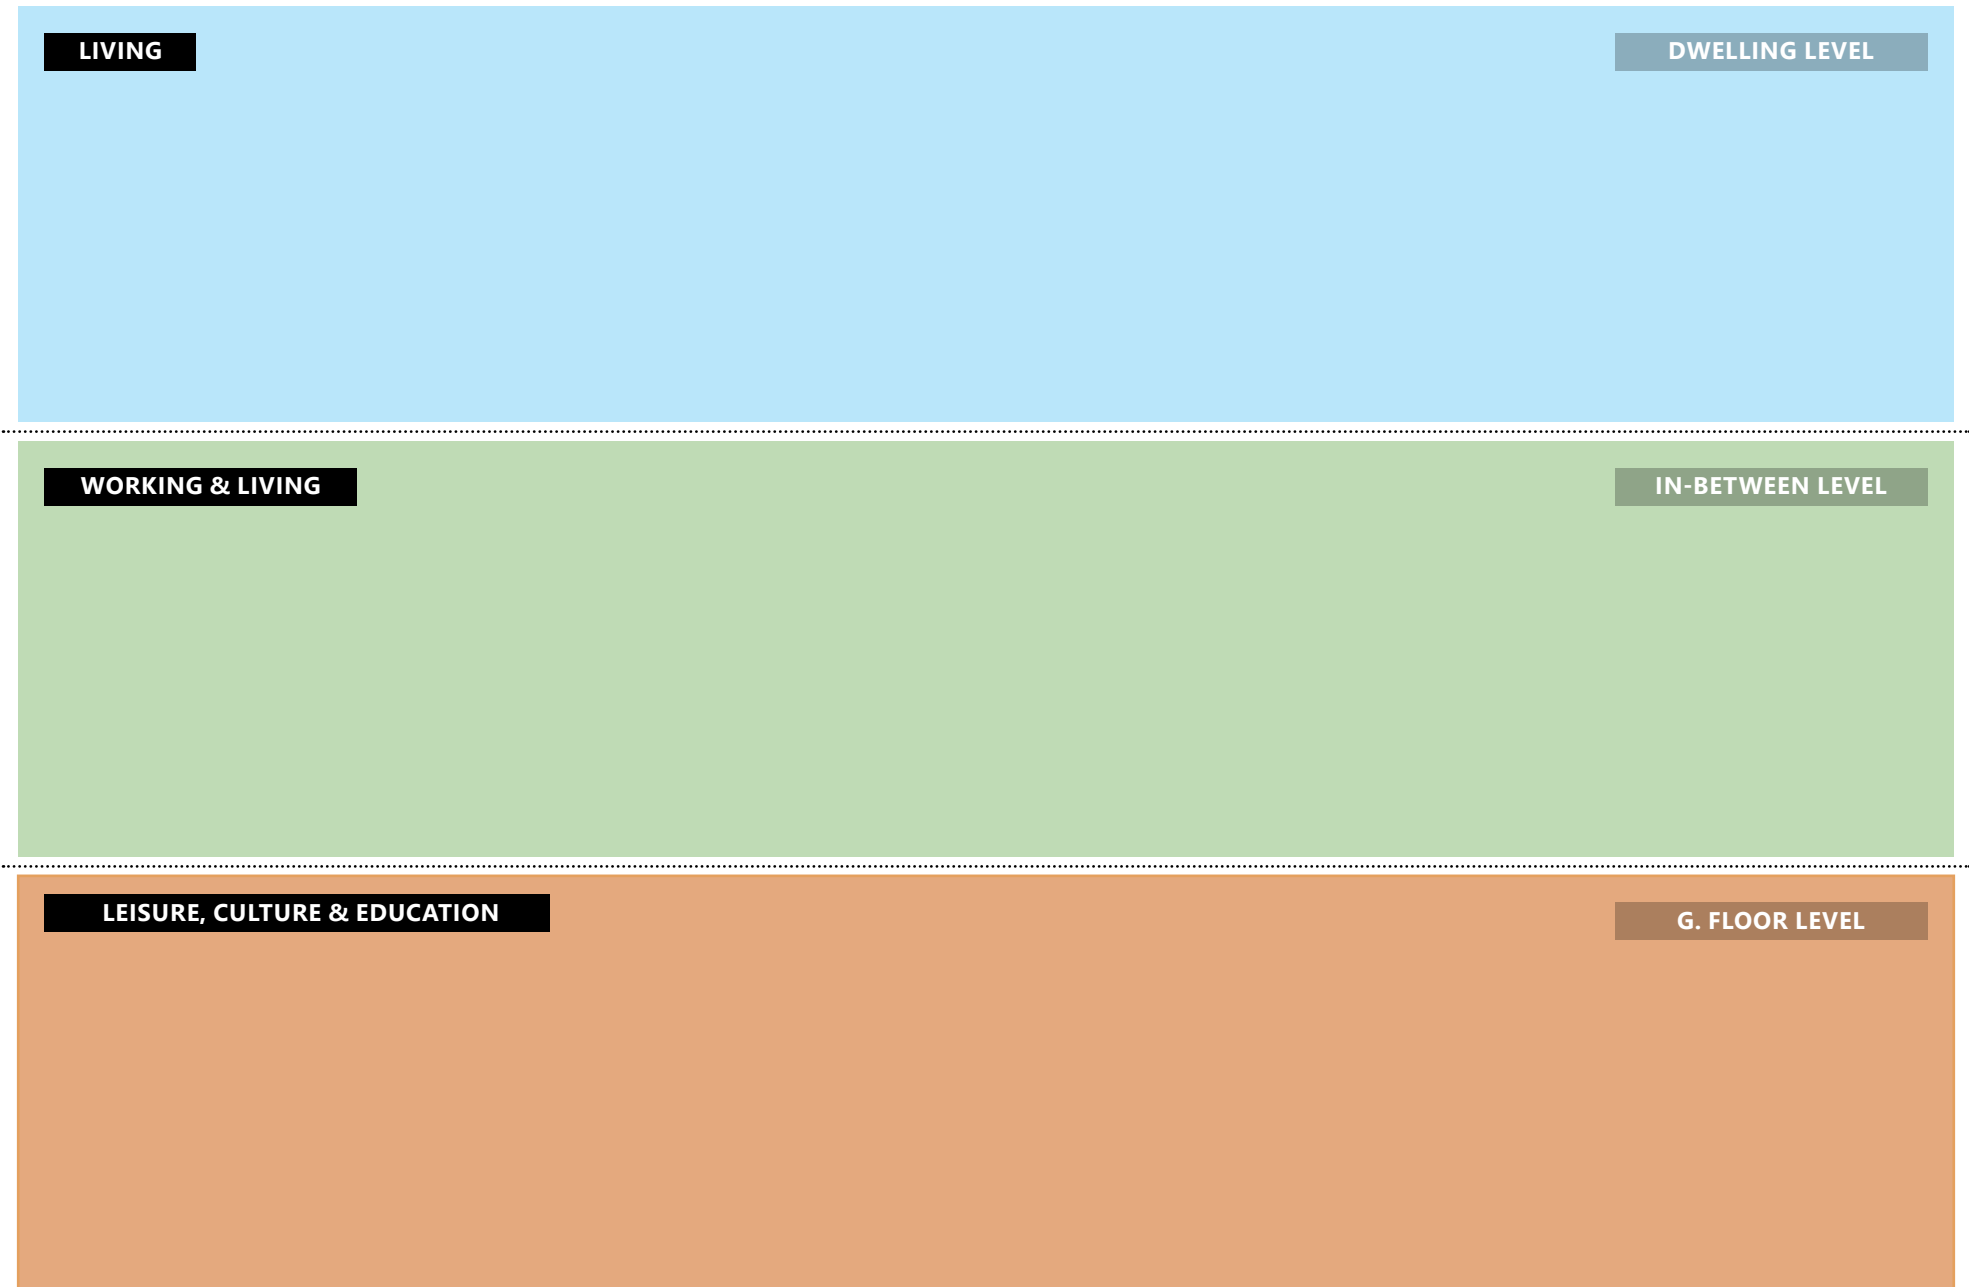 LIVING
DWELLING LEVEL
WORKING & LIVING
IN-BETWEEN LEVEL
LEISURE, CULTURE & EDUCATION
G. FLOOR LEVEL